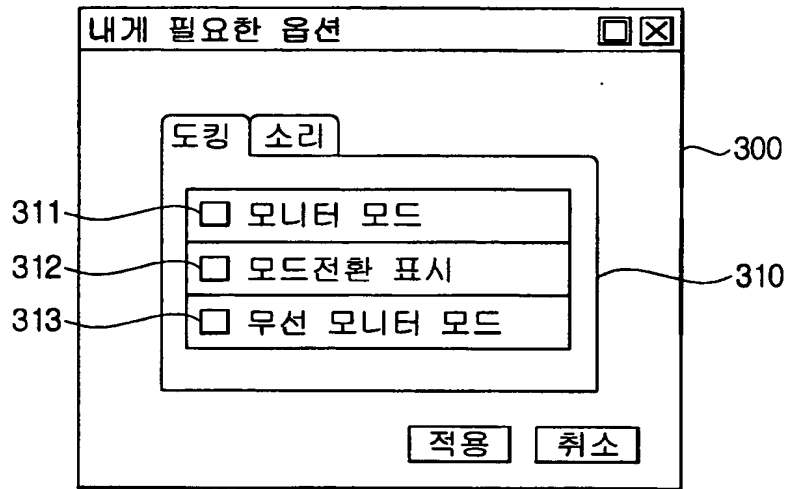 내게 필요한 옵션
도킹 소리
300
311 모니터 모드
312 모드전환 표시
310
313 무선 모니터 모드
적용 취소